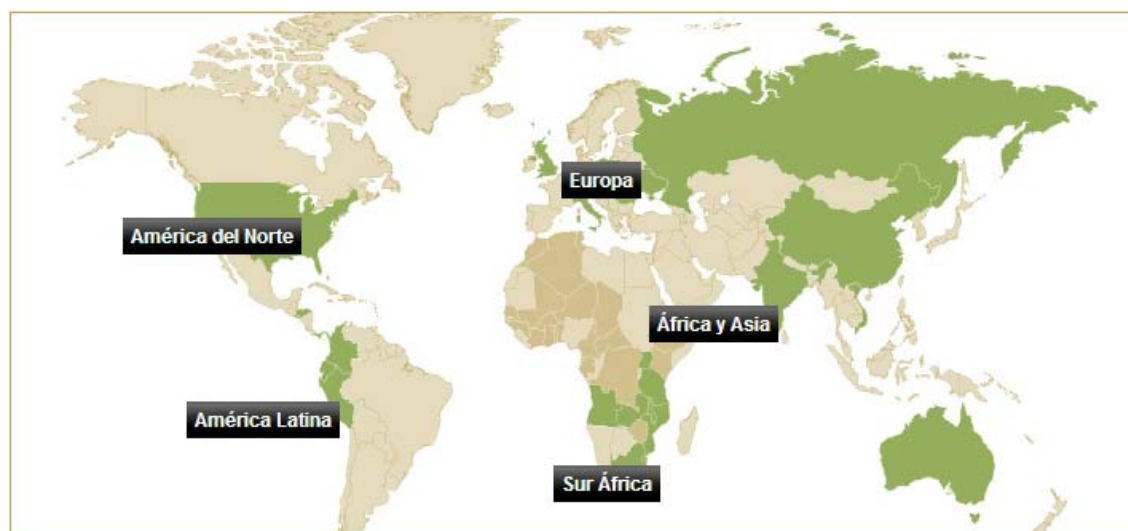 Europa
América del Norte
África y Asia
América Latina
Sur África